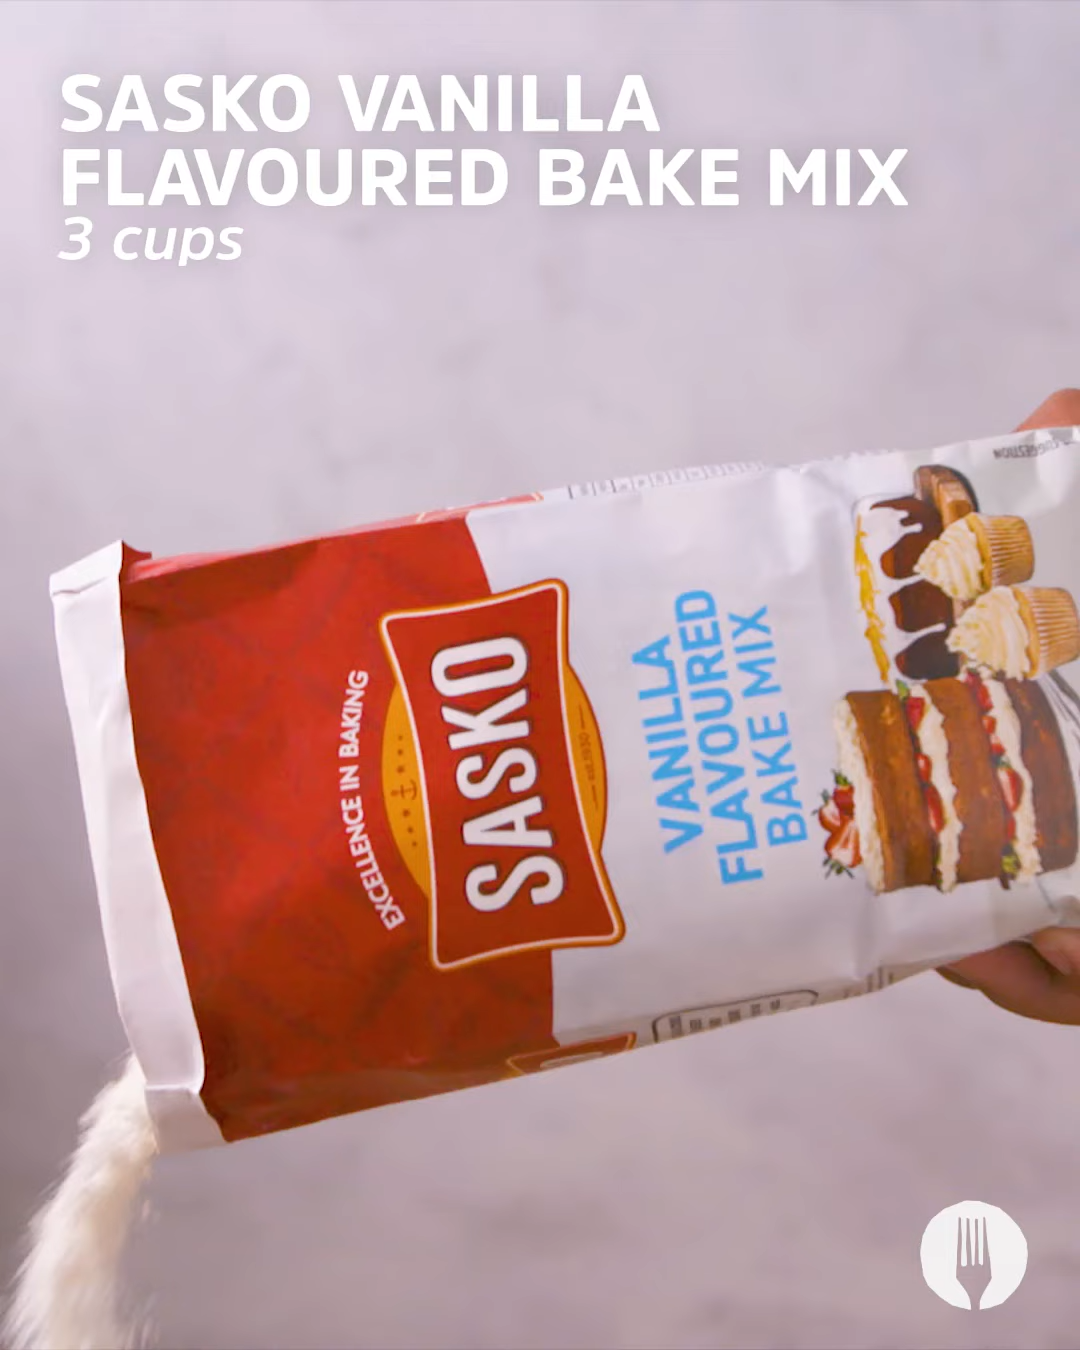 SASKO VANILLA
FLAVOURED BAKE MIX
3 cups
EXCELLENCE IN BAKING
SASKO
VANILLA
FLAVOURED
BAKE MIX